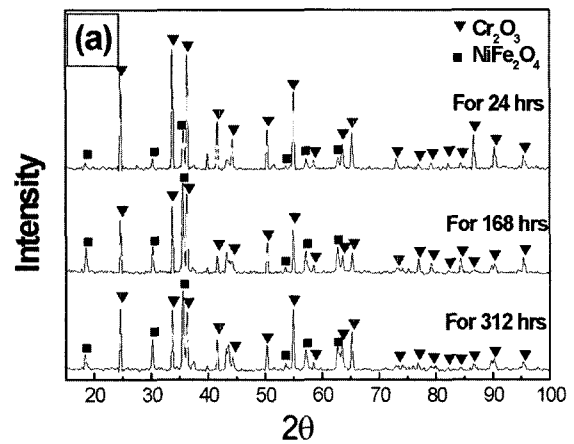 (a)
▼ Cr₂O₃
■ NiFe₂O₄
For 24 hrs
For 168 hrs
For 312 hrs
Intensity
20 30 40 50 60 70 80 90 100
2θ